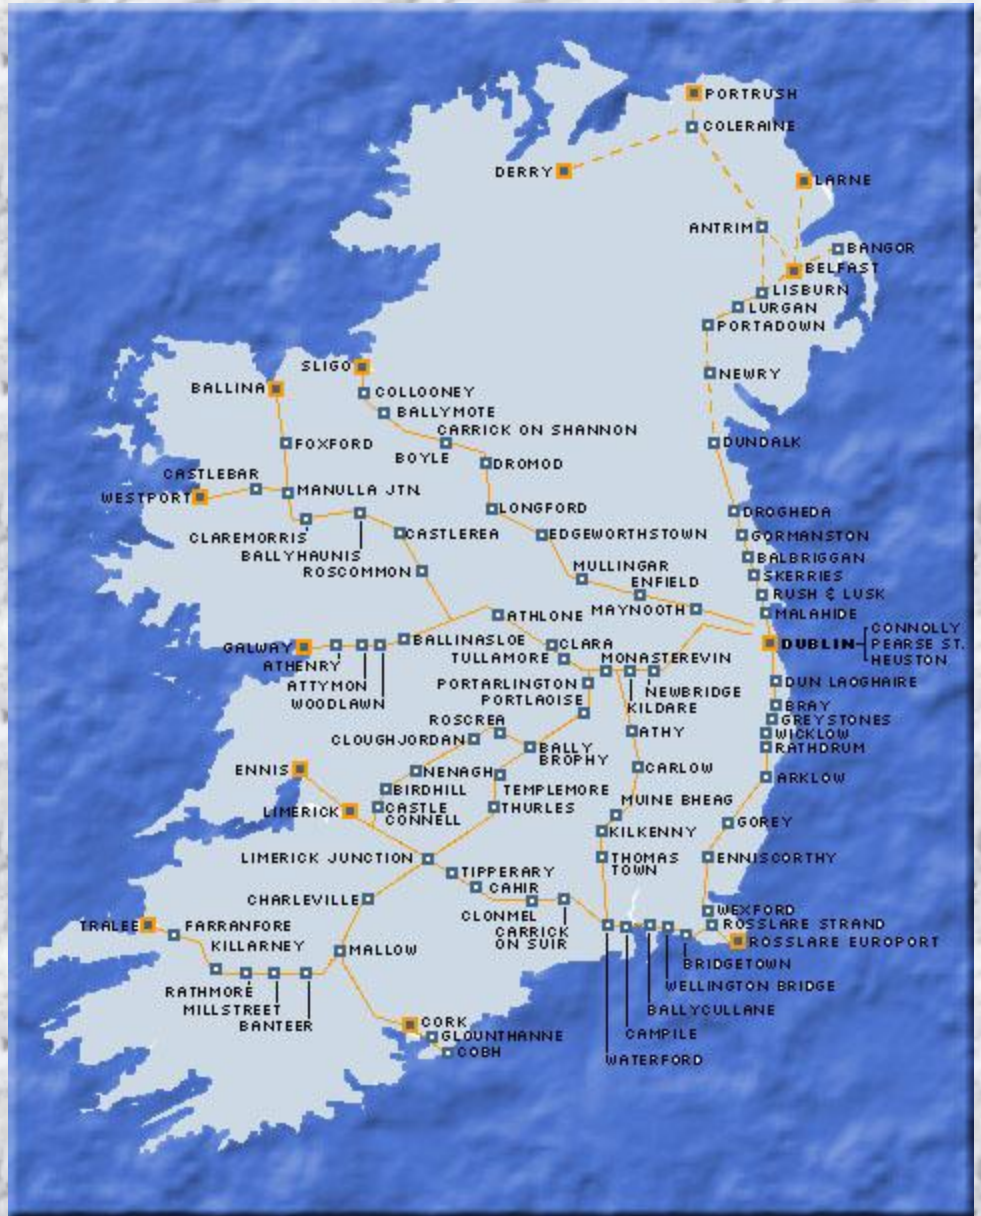 PORTRUSH
COLERAINE
DERRY
LARNE
ANTRIM
BANGOR
BELFAST
LISBURN
LURGAN
PORTADOWN
SLIGO
NEWRY
BALLINA
COLLOONEY
BALLYMOTE
CARRICK ON SHANNON
FOXFORD
DUNDALK
BOYLE
DROMOD
CASTLEBAR
WESTPORT
MANULLA JTN.
LONGFORD
DROGHEDA
CLAREMORRIS
CASTLEREA
EDGEWORTHSTOWN
GORMANSTON
BALLYHAUNIS
BALBRIGGAN
ROSCOMMON
MULLINGAR
SKERRIES
ENFIELD
RUSH & LUSK
MAYNOOTH
ATHLONE
MALAHIDE
CONNOLLY
BALLINASLOE
CLARA
DUBLIN
PEARSE ST.
GALWAY
TULLAMORE
MONASTEREVIN
HEUSTON
ATHENRY
ATTYMON
PORTARLINGTON
NEWBRIDGE
DUN LAOGHAIRE
WOODLAWN
PORTLAOISE
KILDARE
BRAY
ROSCREA
GREYSTONES
CLOUGHJORDAN
ATHY
WICKLOW
BALLY
BROPHY
RATHDRUM
ENNIS
NENAGH
CARLOW
ARKLOW
BIRDHILL
TEMPLEMORE
LIMERICK
CASTLE
CONNELL
THURLES
MUINE BHEAG
GOREY
KILKENNY
LIMERICK JUNCTION
THOMAS
TOWN
ENNISCORTHY
TIPPERARY
CAHIR
CHARLEVILLE
CLONMEL
CARRICK
ON SUIR
WEXFORD
TRALEE
FARRANFORE
ROSSLARE STRAND
KILLARNEY
MALLOW
ROSSLARE EUROPORT
BRIDGETOWN
RATHMORE
WELLINGTON BRIDGE
MILLSTREET
BALLYCULLANE
BANTEER
CORK
CAMPILE
GLOUNTHANNE
COBH
WATERFORD